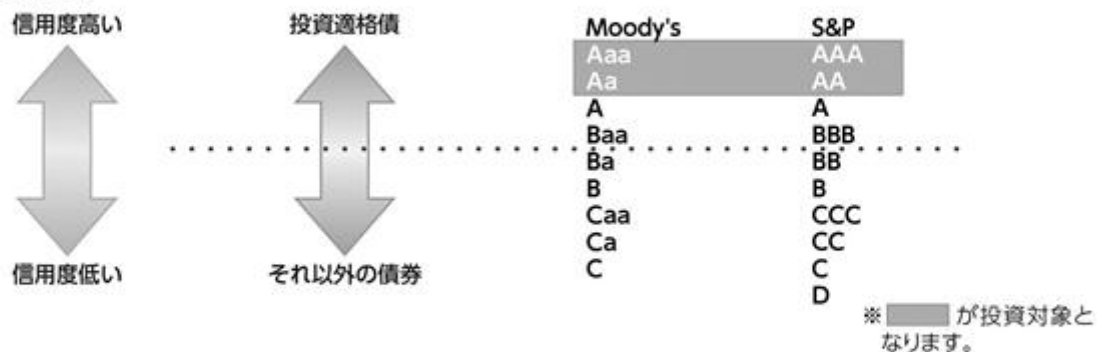 信用度高い 投資適格債 Moody's S&P
Aaa AAA
Aa AA
A A
Baa BBB
Ba BB
B B
Caa CCC
Ca CC
信用度低い それ以外の債券 C C
D
※ が投資対象と
なります。